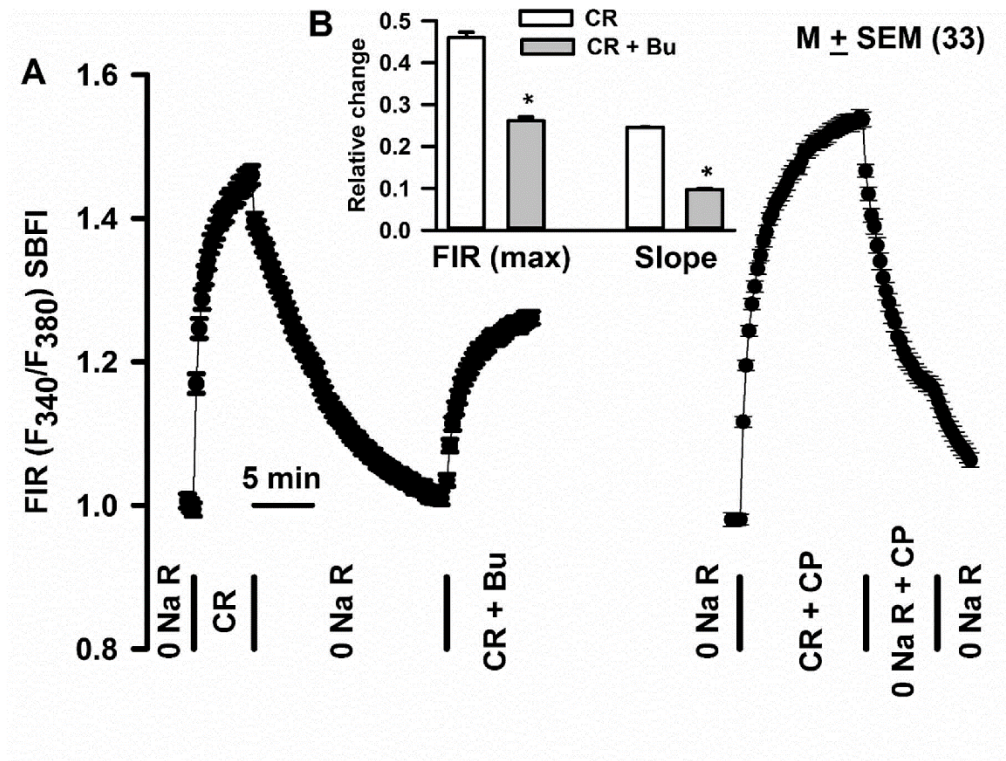 B
0.5
0.4
0.3
0.2
0.1
0.0
Relative change
CR
CR + Bu
*
*
FIR (max)
Slope
M ± SEM (33)
A
1.6
1.4
1.2
1.0
0.8
FIR (F340/F380) SBFI
5 min
0 Na R
CR
0 Na R
CR + Bu
0 Na R
CR + CP
0 Na R + CP
0 Na R